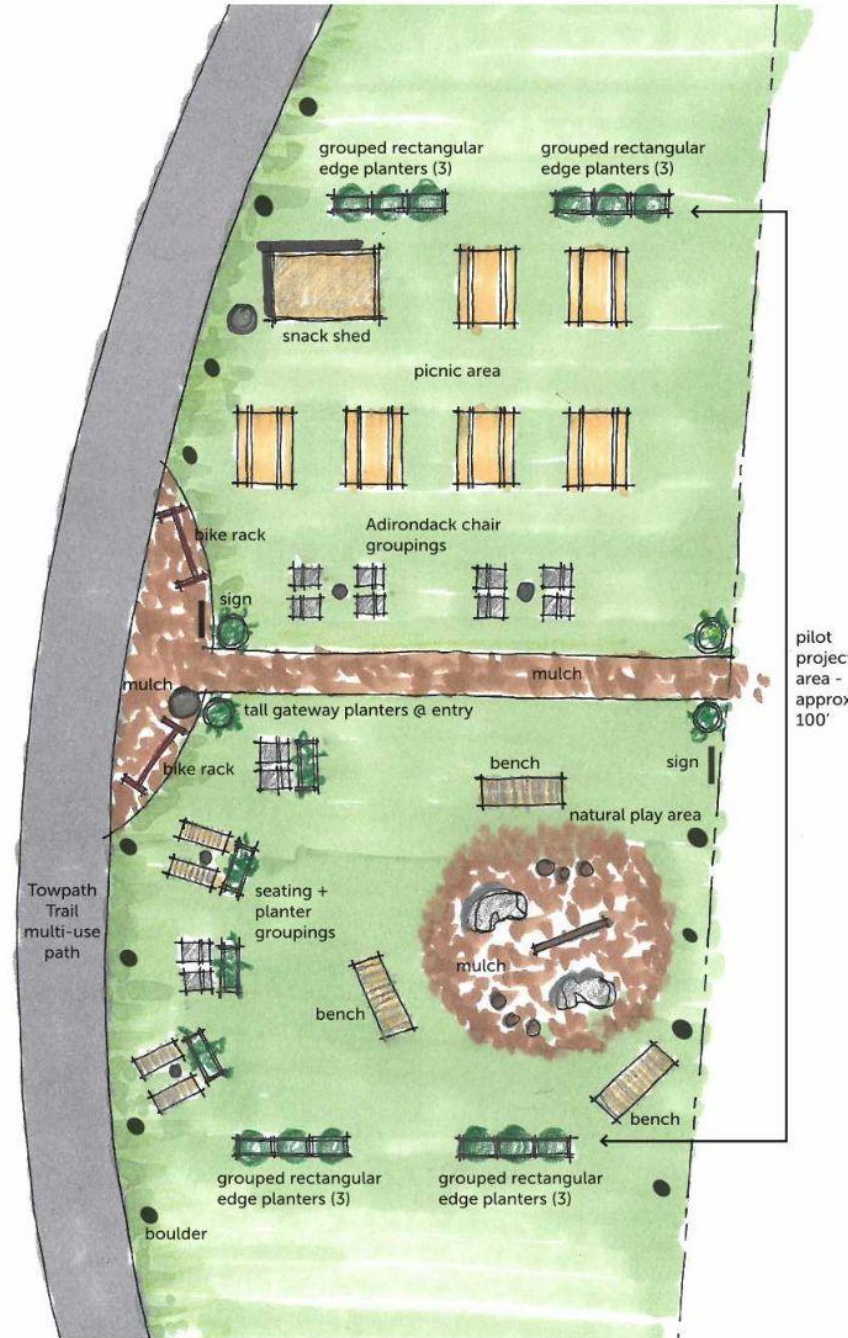 grouped rectangular
edge planters (3)
grouped rectangular
edge planters (3)
snack shed
picnic area
bike rack
Adirondack chair
groupings
sign
mulch
mulch
tall gateway planters @ entry
pilot
project
area -
approx
100'
bike rack
bench
sign
natural play area
Towpath
Trail
multi-use
path
seating +
planter
groupings
mulch
bench
bench
grouped rectangular
edge planters (3)
grouped rectangular
edge planters (3)
boulder